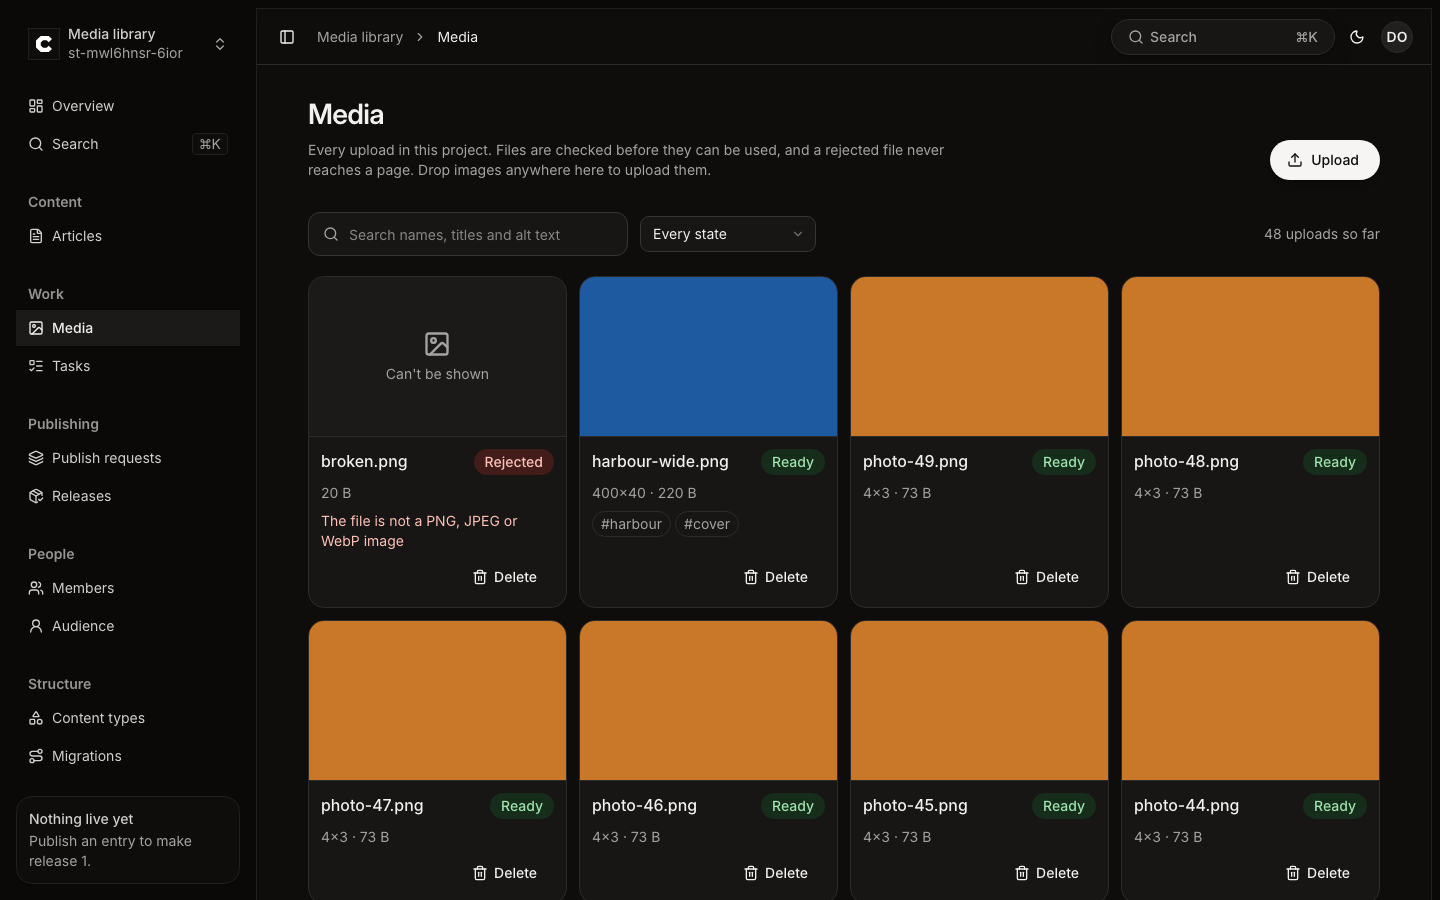 Media library
st-mwl6hnsr-6ior
Overview
Search ⌘K
Content
Articles
Work
Media
Tasks
Publishing
Publish requests
Releases
People
Members
Audience
Structure
Content types
Migrations
Nothing live yet
Publish an entry to make
release 1.
Media library > Media
Search ⌘K
DO
Media
Every upload in this project. Files are checked before they can be used, and a rejected file never
reaches a page. Drop images anywhere here to upload them.
Upload
Search names, titles and alt text
Every state
48 uploads so far
Can't be shown
broken.png Rejected
20 B
The file is not a PNG, JPEG or
WebP image
Delete
harbour-wide.png Ready
400×40 · 220 B
#harbour #cover
Delete
photo-49.png Ready
4×3 · 73 B
Delete
photo-48.png Ready
4×3 · 73 B
Delete
photo-47.png Ready
4×3 · 73 B
Delete
photo-46.png Ready
4×3 · 73 B
Delete
photo-45.png Ready
4×3 · 73 B
Delete
photo-44.png Ready
4×3 · 73 B
Delete